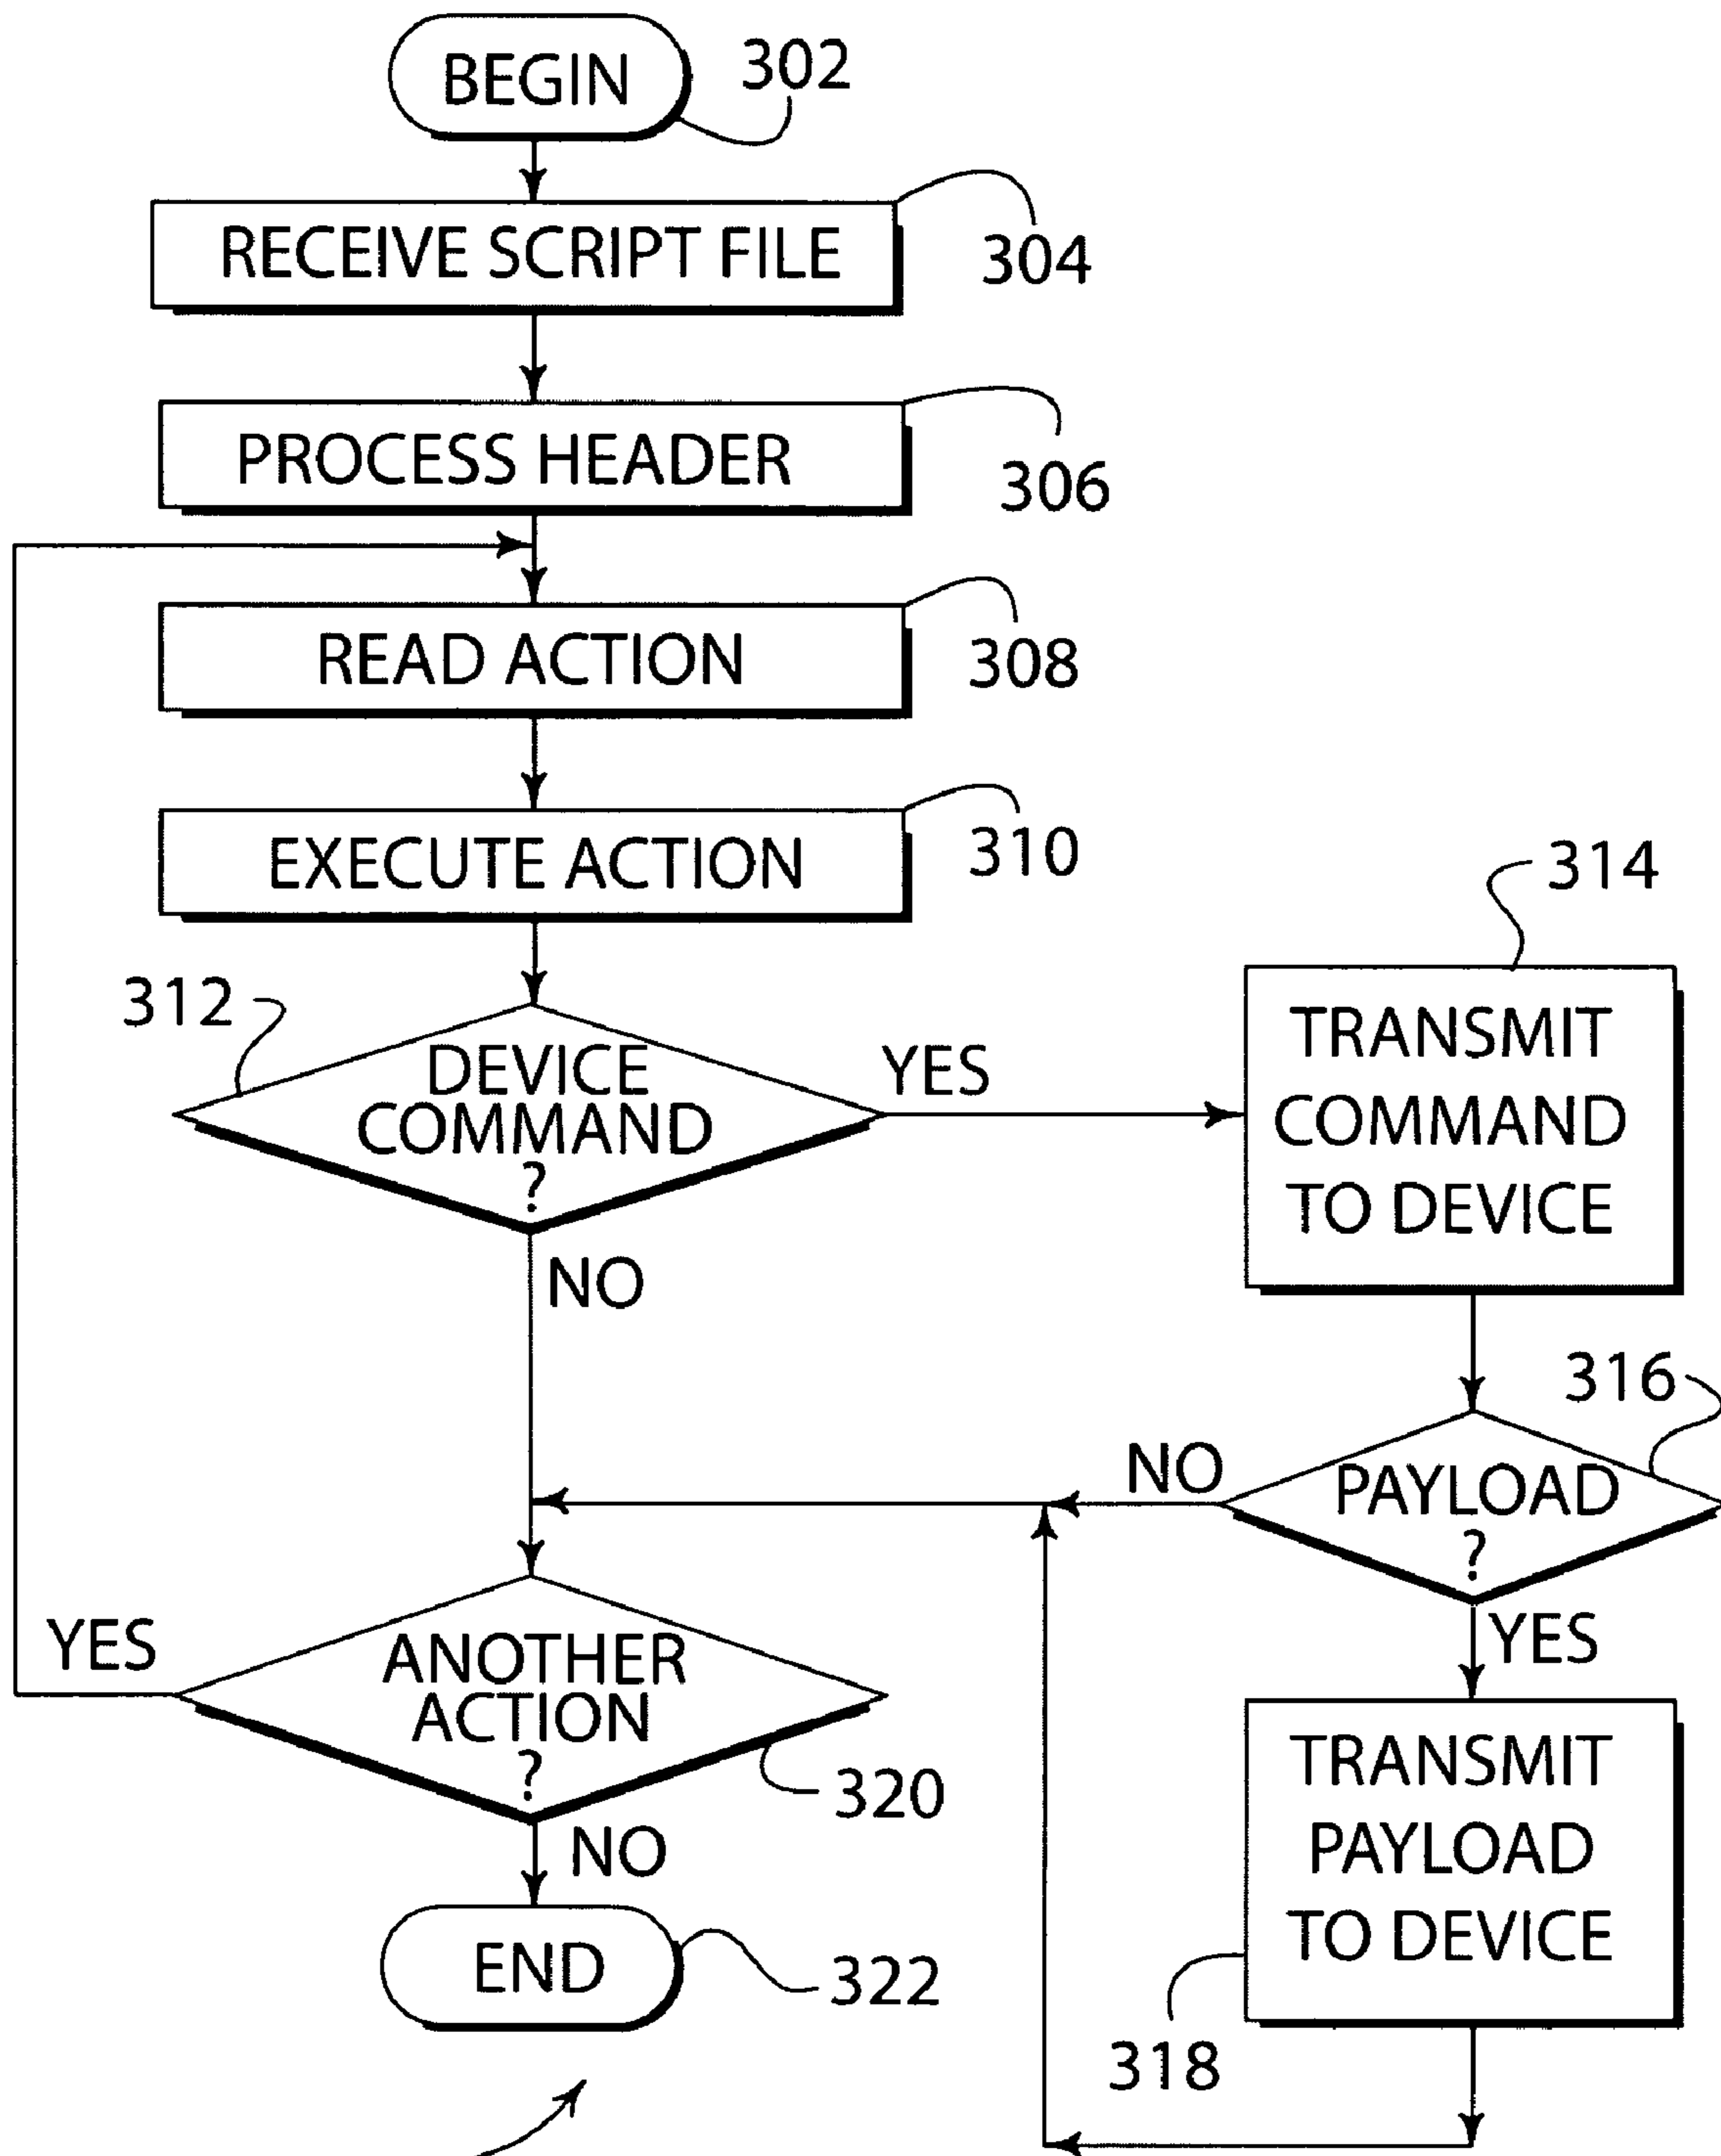 BEGIN
302
RECEIVE SCRIPT FILE
304
PROCESS HEADER
306
READ ACTION
308
EXECUTE ACTION
310
312
DEVICE
COMMAND
?
YES
NO
314
TRANSMIT
COMMAND
TO DEVICE
316
PAYLOAD
?
NO
YES
TRANSMIT
PAYLOAD
TO DEVICE
318
ANOTHER
ACTION
?
YES
320
NO
END
322